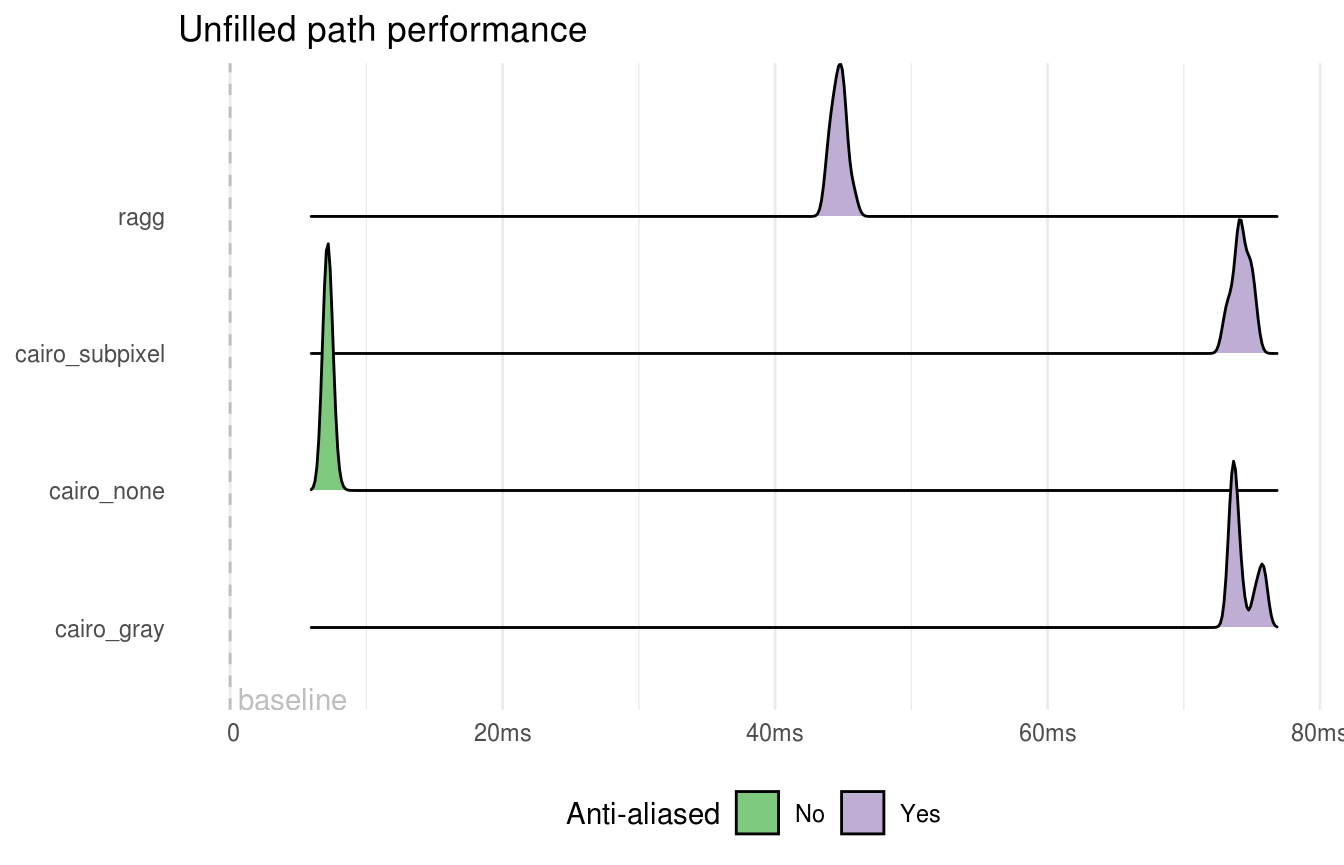 Unfilled path performance
ragg
cairo_subpixel
cairo_none
cairo_gray
baseline
0 20ms 40ms 60ms 80ms
Anti-aliased No Yes